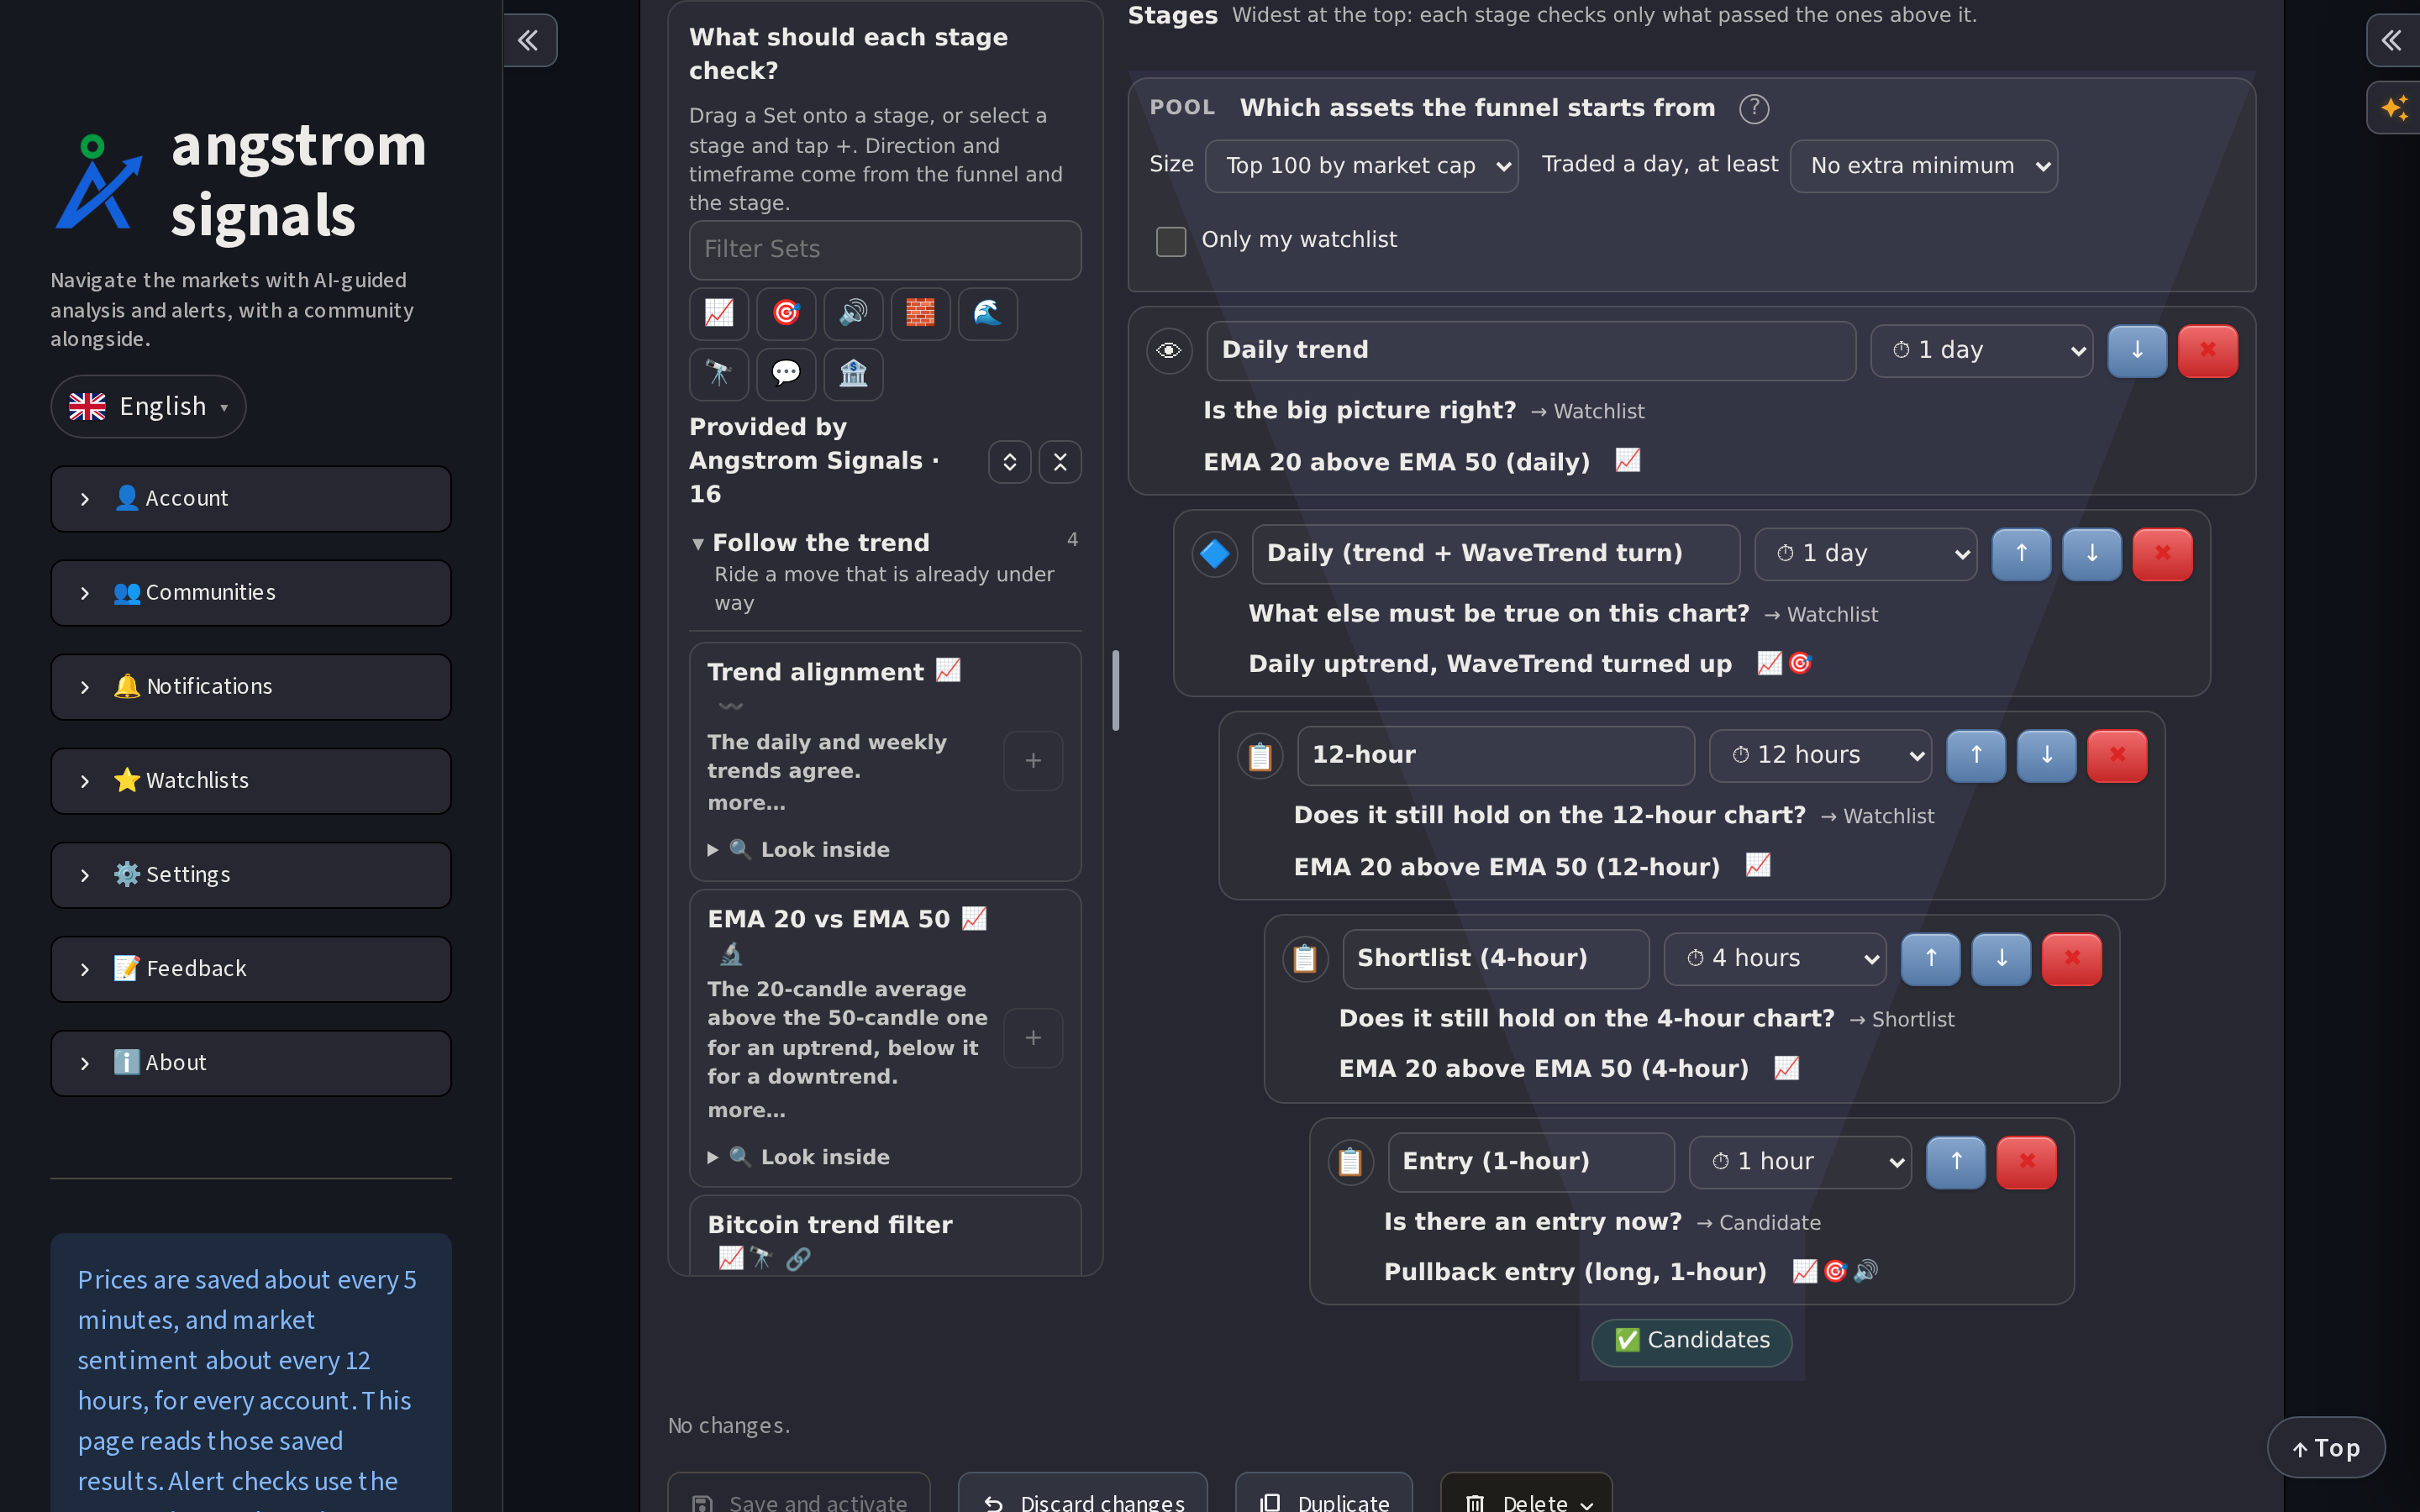 angstrom
signals
Navigate the markets with AI-guided
analysis and alerts, with a community
alongside.
English
Account
Communities
Notifications
Watchlists
Settings
Feedback
About
Prices are saved about every 5
minutes, and market
sentiment about every 12
hours, for every account. This
page reads those saved
results. Alert checks use the
What should each stage
check?
Drag a Set onto a stage, or select a
stage and tap +. Direction and
timeframe come from the funnel and
the stage.
Filter Sets
Provided by
Angstrom Signals ·
16
Follow the trend 4
Ride a move that is already under
way
Trend alignment
The daily and weekly
trends agree.
more...
Look inside
EMA 20 vs EMA 50
The 20-candle average
above the 50-candle one
for an uptrend, below it
for a downtrend.
more...
Look inside
Bitcoin trend filter
Stages Widest at the top: each stage checks only what passed the ones above it.
POOL Which assets the funnel starts from ?
Size Top 100 by market cap Traded a day, at least No extra minimum
Only my watchlist
Daily trend 1 day
Is the big picture right? → Watchlist
EMA 20 above EMA 50 (daily)
Daily (trend + WaveTrend turn) 1 day
What else must be true on this chart? → Watchlist
Daily uptrend, WaveTrend turned up
12-hour 12 hours
Does it still hold on the 12-hour chart? → Watchlist
EMA 20 above EMA 50 (12-hour)
Shortlist (4-hour) 4 hours
Does it still hold on the 4-hour chart? → Shortlist
EMA 20 above EMA 50 (4-hour)
Entry (1-hour) 1 hour
Is there an entry now? → Candidate
Pullback entry (long, 1-hour)
Candidates
No changes.
Save and activate Discard changes Duplicate Delete
↑ Top